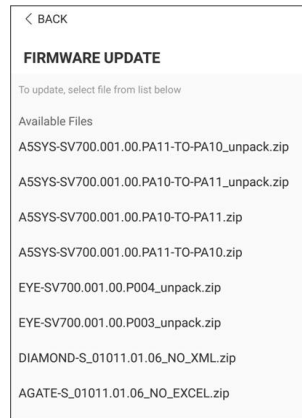 < BACK
FIRMWARE UPDATE
To update, select file from list below
Available Files
A5SYS-SV700.001.00.PA11-TO-PA10_unpack.zip
A5SYS-SV700.001.00.PA10-TO-PA11_unpack.zip
A5SYS-SV700.001.00.PA10-TO-PA11.zip
A5SYS-SV700.001.00.PA11-TO-PA10.zip
EYE-SV700.001.00.P004_unpack.zip
EYE-SV700.001.00.P003_unpack.zip
DIAMOND-S_01011.01.06_NO_XML.zip
AGATE-S_01011.01.06_NO_EXCEL.zip